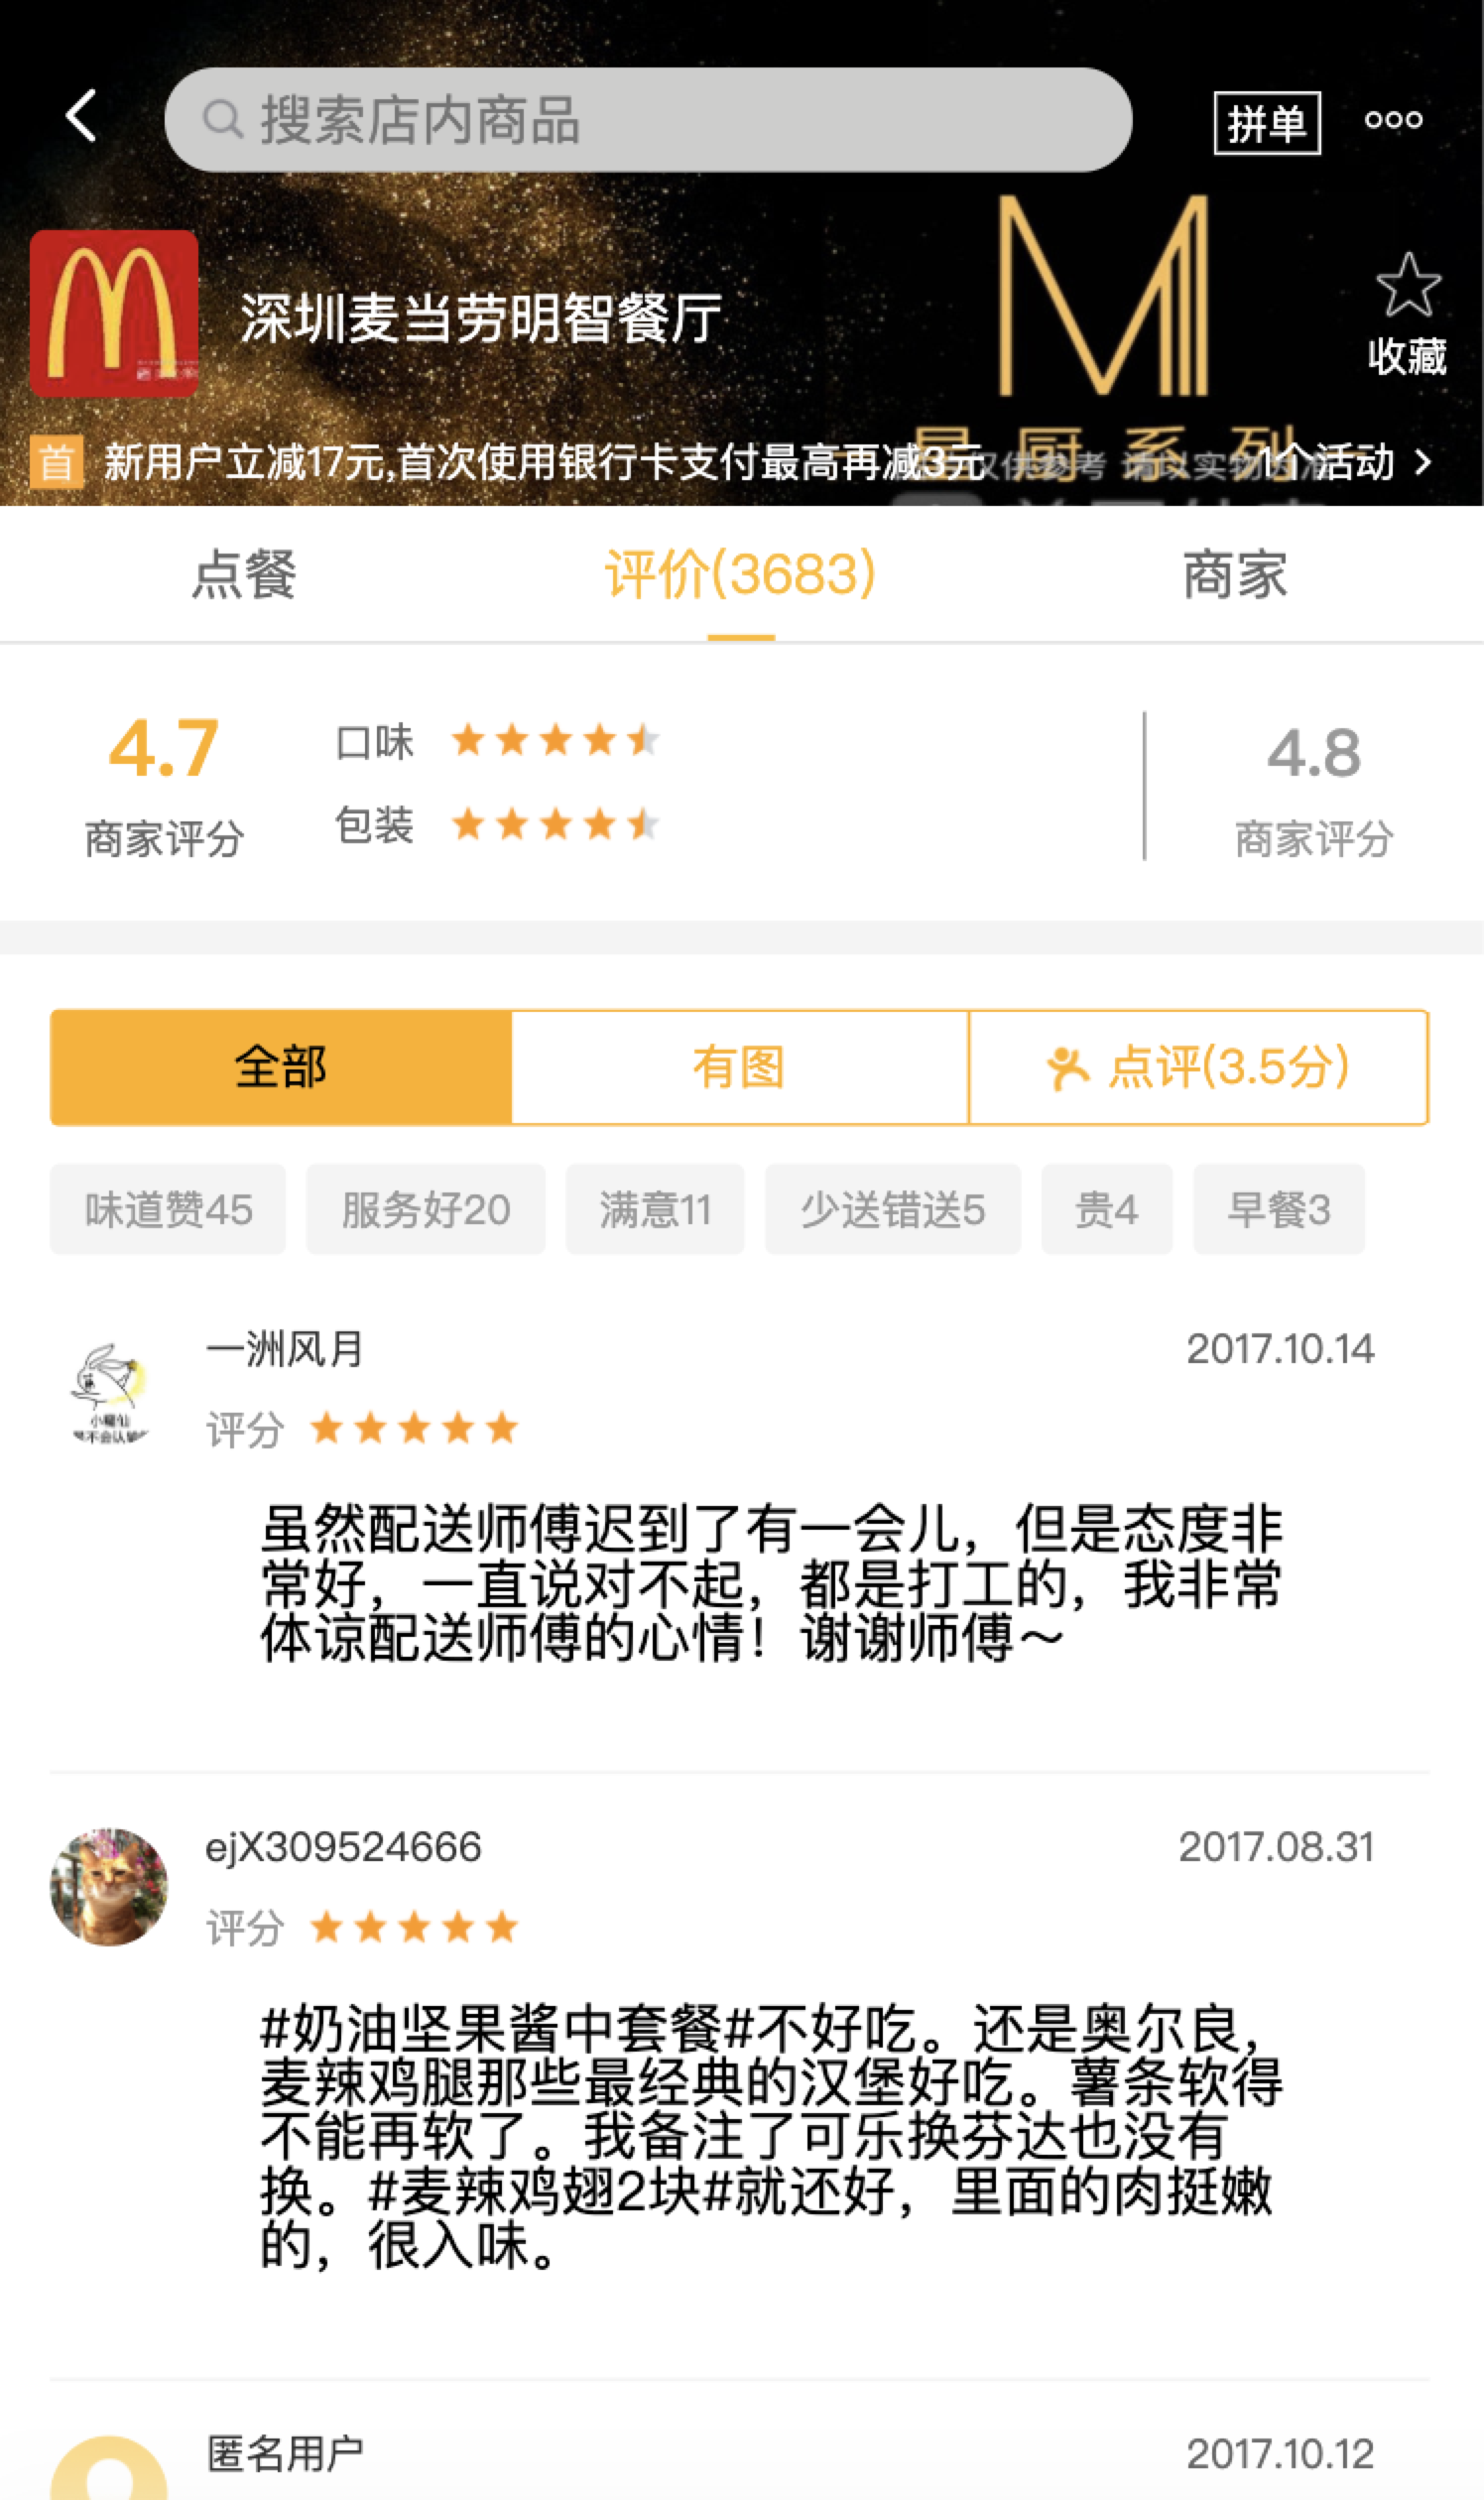 搜索店内商品
拼单
深圳麦当劳明智餐厅
收藏
星厨系列
首 新用户立减17元,首次使用银行卡支付最高再减3元 1个活动
点餐 评价(3683) 商家
4.7 口味 4.8
商家评分 包装 商家评分
全部 有图 点评(3.5分)
味道赞45 服务好20 满意11 少送错送5 贵4 早餐3
一洲风月 2017.10.14
评分
虽然配送师傅迟到了有一会儿，但是态度非
常好，一直说对不起，都是打工的，我非常
体谅配送师傅的心情！谢谢师傅～
ejX309524666 2017.08.31
评分
#奶油坚果酱中套餐#不好吃。还是奥尔良，
麦辣鸡腿那些最经典的汉堡好吃。薯条软得
不能再软了。我备注了可乐换芬达也没有
换。#麦辣鸡翅2块#就还好，里面的肉挺嫩
的，很入味。
匿名用户 2017.10.12